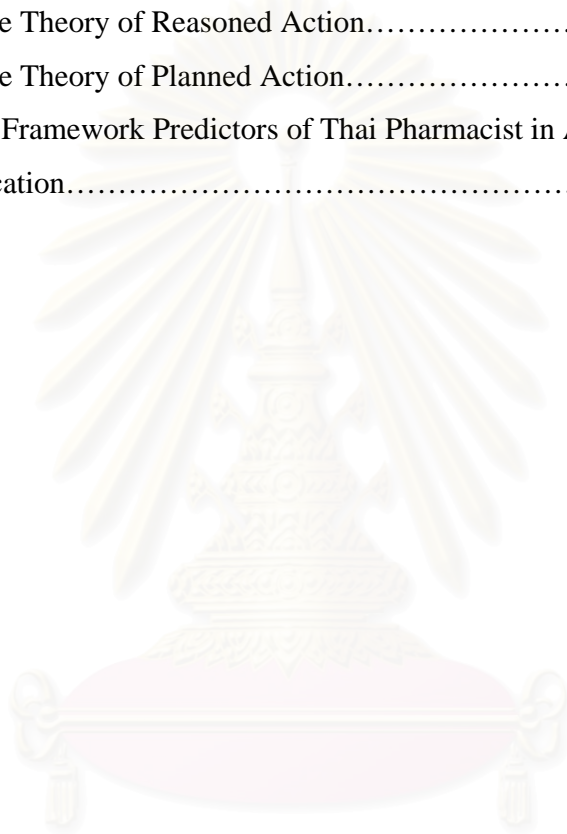 e Theory of Reasoned Action…………………
e Theory of Planned Action……………………
Framework Predictors of Thai Pharmacist in
cation……………………………………………